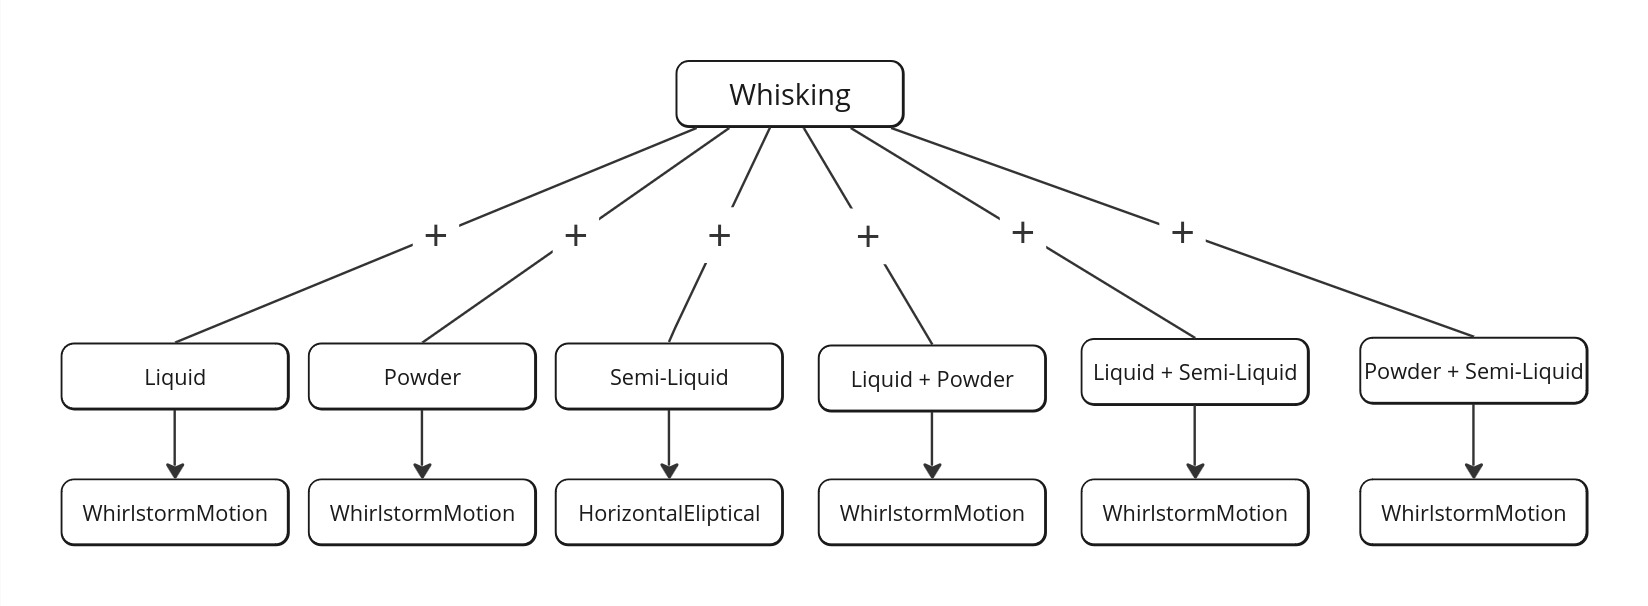 Whisking
+ + + + + +
Liquid
Powder
Semi-Liquid
Liquid + Powder
Liquid + Semi-Liquid
Powder + Semi-Liquid
WhirlstormMotion
WhirlstormMotion
HorizontalEliptical
WhirlstormMotion
WhirlstormMotion
WhirlstormMotion